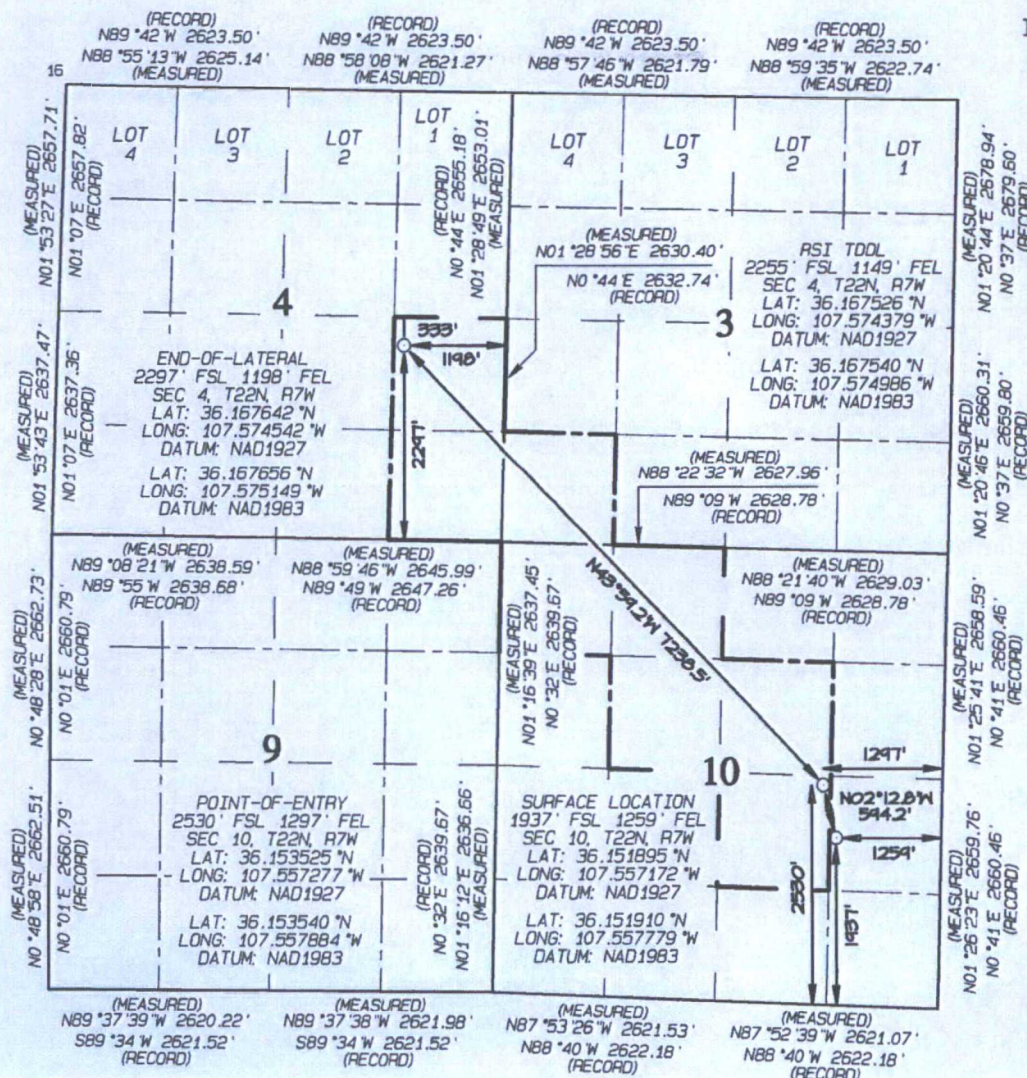 (RECORD)
N89°42'W 2623.50'
N88°55'13"W 2625.14'
(MEASURED)
(RECORD)
N89°42'W 2623.50'
N88°58'08"W 2621.27'
(MEASURED)
(RECORD)
N89°42'W 2623.50'
N88°57'46"W 2621.79'
(MEASURED)
(RECORD)
N89°42'W 2623.50'
N88°59'35"W 2622.74'
(MEASURED)
16
LOT
4
LOT
3
LOT
2
LOT
1
LOT
4
LOT
3
LOT
2
LOT
1
(MEASURED)
N01°53'27"E 2657.71'
N01°07'E 2657.82'
(RECORD)
(RECORD)
N0°44'E 2655.18'
N01°28'49"E 2653.01'
(MEASURED)
(MEASURED)
N01°20'44"E 2678.94'
N0°37'E 2679.60'
(RECORD)
(MEASURED)
N01°28'56"E 2630.40'
N0°44'E 2632.74'
(RECORD)
RSI TDDL
2255' FSL 1149' FEL
SEC 4, T22N, R7W
LAT: 36.167526°N
LONG: 107.574379°W
DATUM: NAD1927
LAT: 36.167540°N
LONG: 107.574986°W
DATUM: NAD1983
4
3
333'
1198'
2297'
END-OF-LATERAL
2297' FSL 1198' FEL
SEC 4, T22N, R7W
LAT: 36.167642°N
LONG: 107.574542°W
DATUM: NAD1927
LAT: 36.167656°N
LONG: 107.575149°W
DATUM: NAD1983
(MEASURED)
N01°53'43"E 2637.47'
N01°07'E 2637.36'
(RECORD)
(MEASURED)
N01°20'46"E 2660.31'
N0°37'E 2659.80'
(RECORD)
(MEASURED)
N88°22'32"W 2627.96'
N89°09'W 2628.78'
(RECORD)
(MEASURED)
N89°08'21"W 2638.59'
N89°55'W 2638.68'
(RECORD)
(MEASURED)
N88°59'46"W 2645.99'
N89°49'W 2647.26'
(RECORD)
(MEASURED)
N88°21'40"W 2629.03'
N89°09'W 2628.78'
(RECORD)
N43°54.2'W 7238.5'
(MEASURED)
N0°48'28"E 2662.73'
N0°01'E 2660.79'
(RECORD)
(MEASURED)
N01°16'39"E 2637.45'
N0°32'E 2639.67'
(RECORD)
(MEASURED)
N01°25'41"E 2658.59'
N0°41'E 2660.46'
(RECORD)
9
10
1297'
N02°12.8'W
594.2'
1259'
2530'
1937'
POINT-OF-ENTRY
2530' FSL 1297' FEL
SEC 10, T22N, R7W
LAT: 36.153525°N
LONG: 107.557277°W
DATUM: NAD1927
LAT: 36.153540°N
LONG: 107.557884°W
DATUM: NAD1983
SURFACE LOCATION
1937' FSL 1259' FEL
SEC 10, T22N, R7W
LAT: 36.151895°N
LONG: 107.557172°W
DATUM: NAD1927
LAT: 36.151910°N
LONG: 107.557779°W
DATUM: NAD1983
(MEASURED)
N0°48'58"E 2662.51'
N0°01'E 2660.79'
(RECORD)
(RECORD)
N0°32'E 2639.67'
N01°16'12"E 2636.66'
(MEASURED)
(MEASURED)
N01°26'23"E 2659.76'
N0°41'E 2660.46'
(RECORD)
(MEASURED)
N89°37'39"W 2620.22'
S89°34'W 2621.52'
(RECORD)
(MEASURED)
N89°37'38"W 2621.98'
S89°34'W 2621.52'
(RECORD)
(MEASURED)
N87°53'26"W 2621.53'
N88°40'W 2622.18'
(RECORD)
(MEASURED)
N87°52'39"W 2621.07'
N88°40'W 2622.18'
(RECORD)